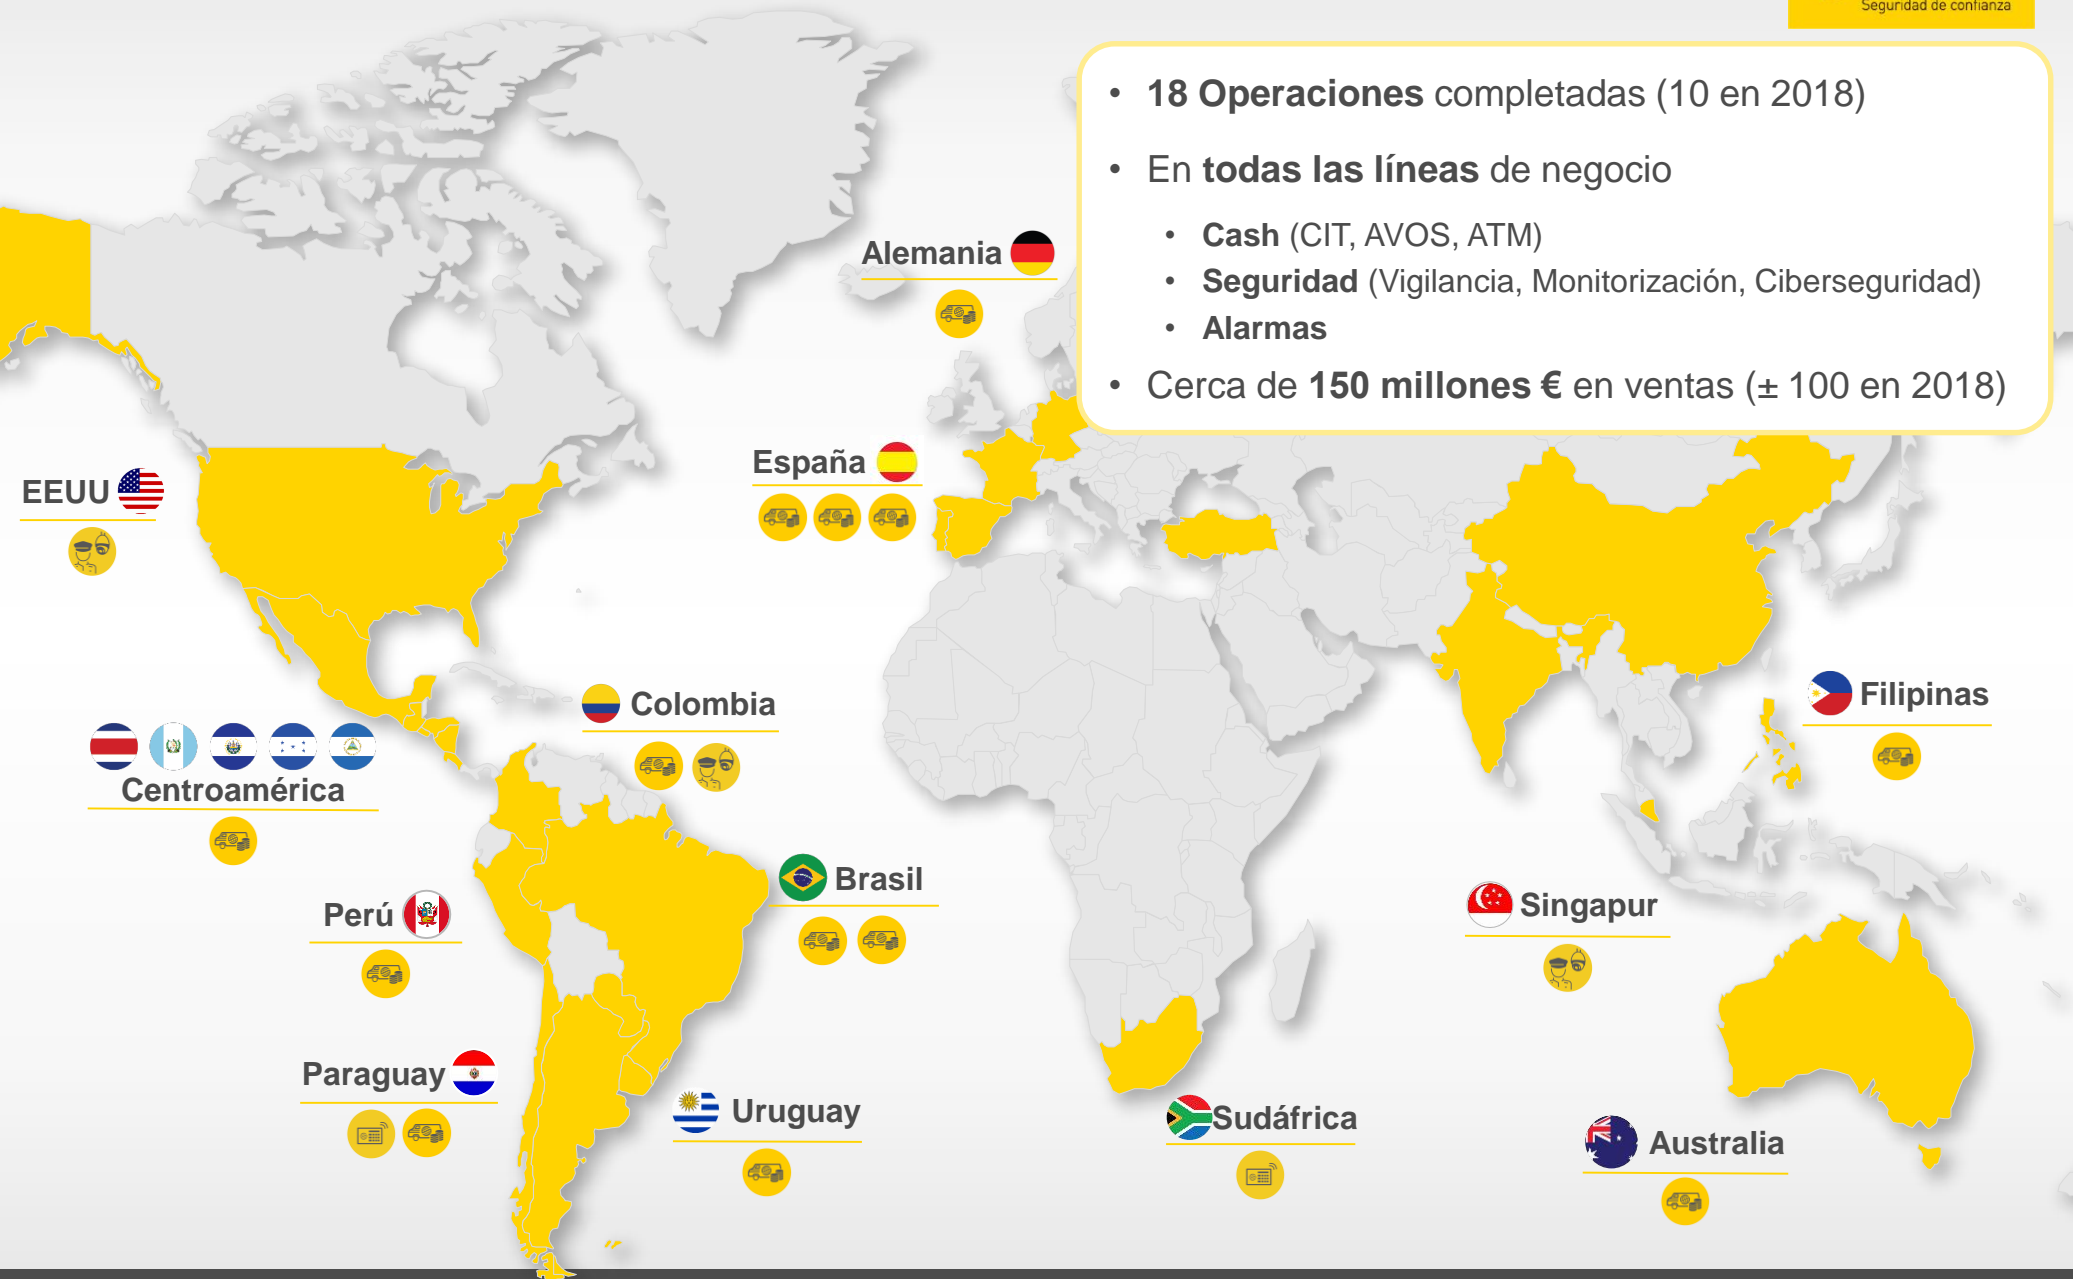 Seguridad de confianza
• 18 Operaciones completadas (10 en 2018)
• En todas las líneas de negocio
• Cash (CIT, AVOS, ATM)
• Seguridad (Vigilancia, Monitorización, Ciberseguridad)
• Alarmas
• Cerca de 150 millones € en ventas (± 100 en 2018)
Alemania
España
EEUU
Colombia
Filipinas
Centroamérica
Brasil
Perú
Singapur
Paraguay
Uruguay
Sudáfrica
Australia